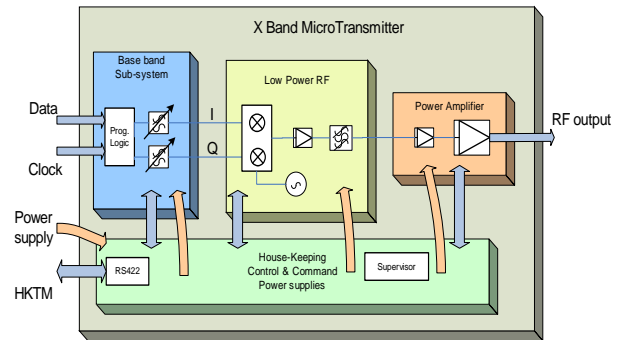 X Band MicroTransmitter
Base band
Sub-system
Low Power RF
Power Amplifier
Data
Clock
Prog.
Logic
I
Q
RF output
Power
supply
HKTM
RS422
House-Keeping
Control & Command
Power supplies
Supervisor